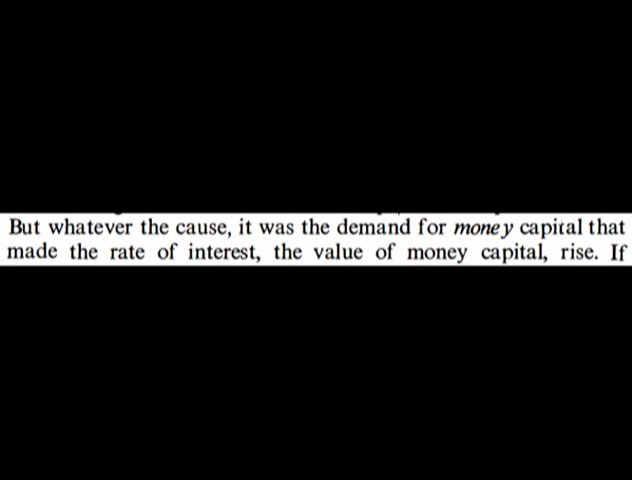 But whatever the cause, it was the demand for money capital that
made the rate of interest, the value of money capital, rise. If